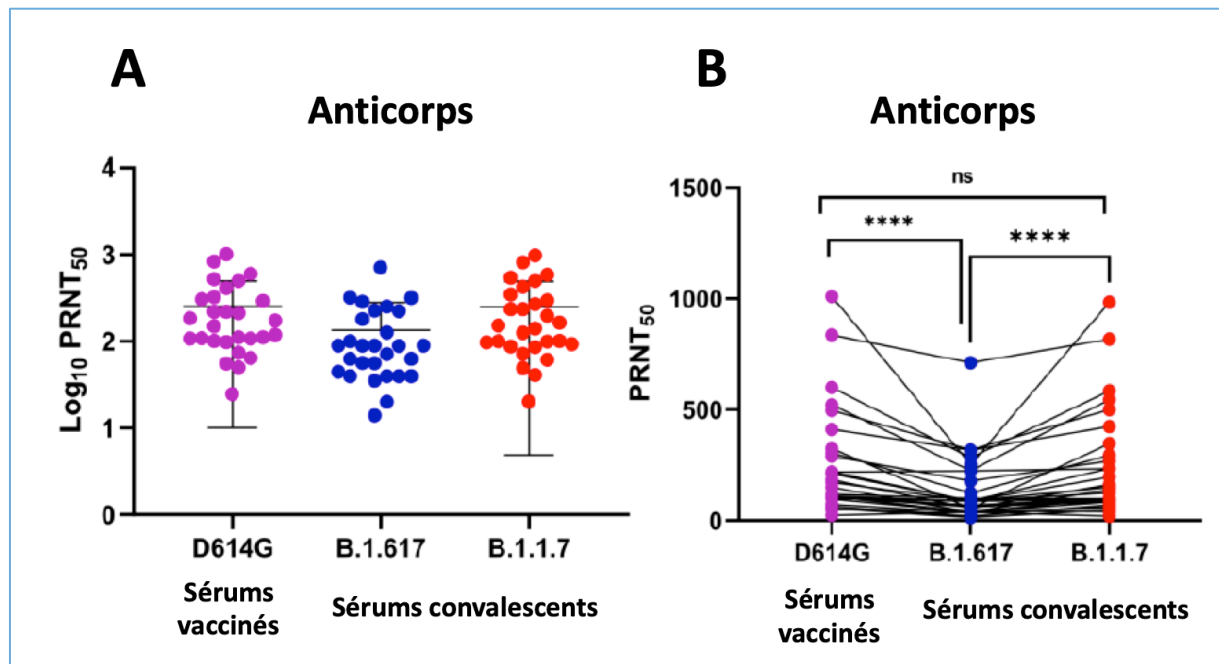 A
Anticorps
Log10 PRNT50
4
3
2
1
0
D614G
B.1.617
B.1.1.7
Sérums
vaccinés
Sérums convalescents
B
Anticorps
PRNT50
1500
1000
500
0
ns
****
****
D614G
B.1.617
B.1.1.7
Sérums
vaccinés
Sérums convalescents